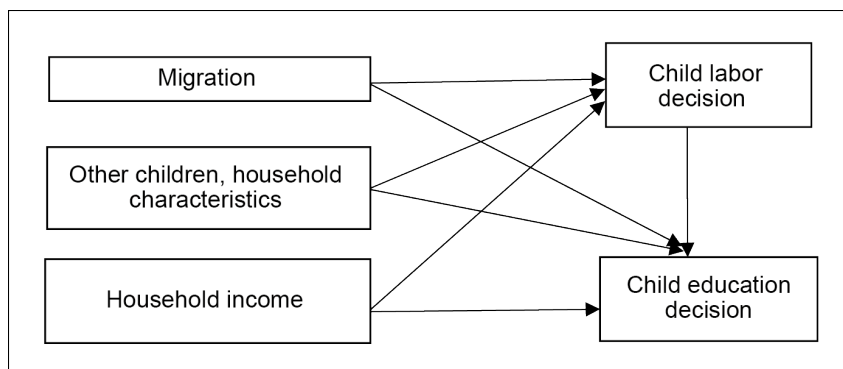 Migration
Other children, household
characteristics
Household income
Child labor
decision
Child education
decision